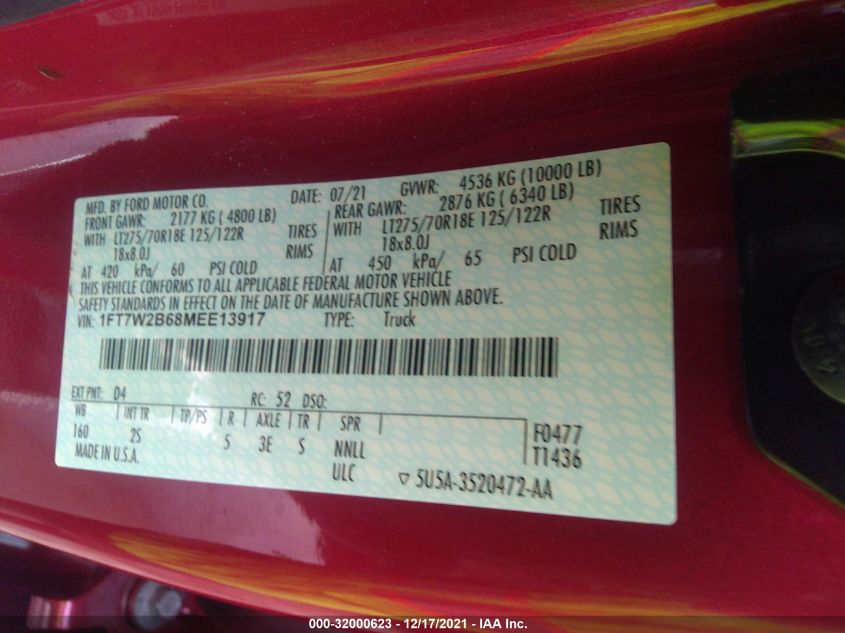 MFD. BY FORD MOTOR CO. DATE: 07/21 GVWR: 4536 KG (10000 LB)
FRONT GAWR: 2177 KG ( 4800 LB) REAR GAWR: 2876 KG ( 6340 LB)
WITH LT275/70R18E 125/122R TIRES WITH LT275/70R18E 125/122R TIRES
18x8.0J RIMS 18x8.0J RIMS
AT 420 kPa/ 60 PSI COLD AT 450 kPa/ 65 PSI COLD
THIS VEHICLE CONFORMS TO ALL APPLICABLE FEDERAL MOTOR VEHICLE
SAFETY STANDARDS IN EFFECT ON THE DATE OF MANUFACTURE SHOWN ABOVE.
VIN: 1FT7W2B68MEE13917 TYPE: Truck
EXT PNT: D4 RC: 52 DSO:
WB INT TR TP/PS R AXLE TR SPR
160 2S 5 3E S NNLL F0477
MADE IN U.S.A. ULC T1436
▽ 5U5A-3520472-AA
000-32000623 - 12/17/2021 - IAA Inc.